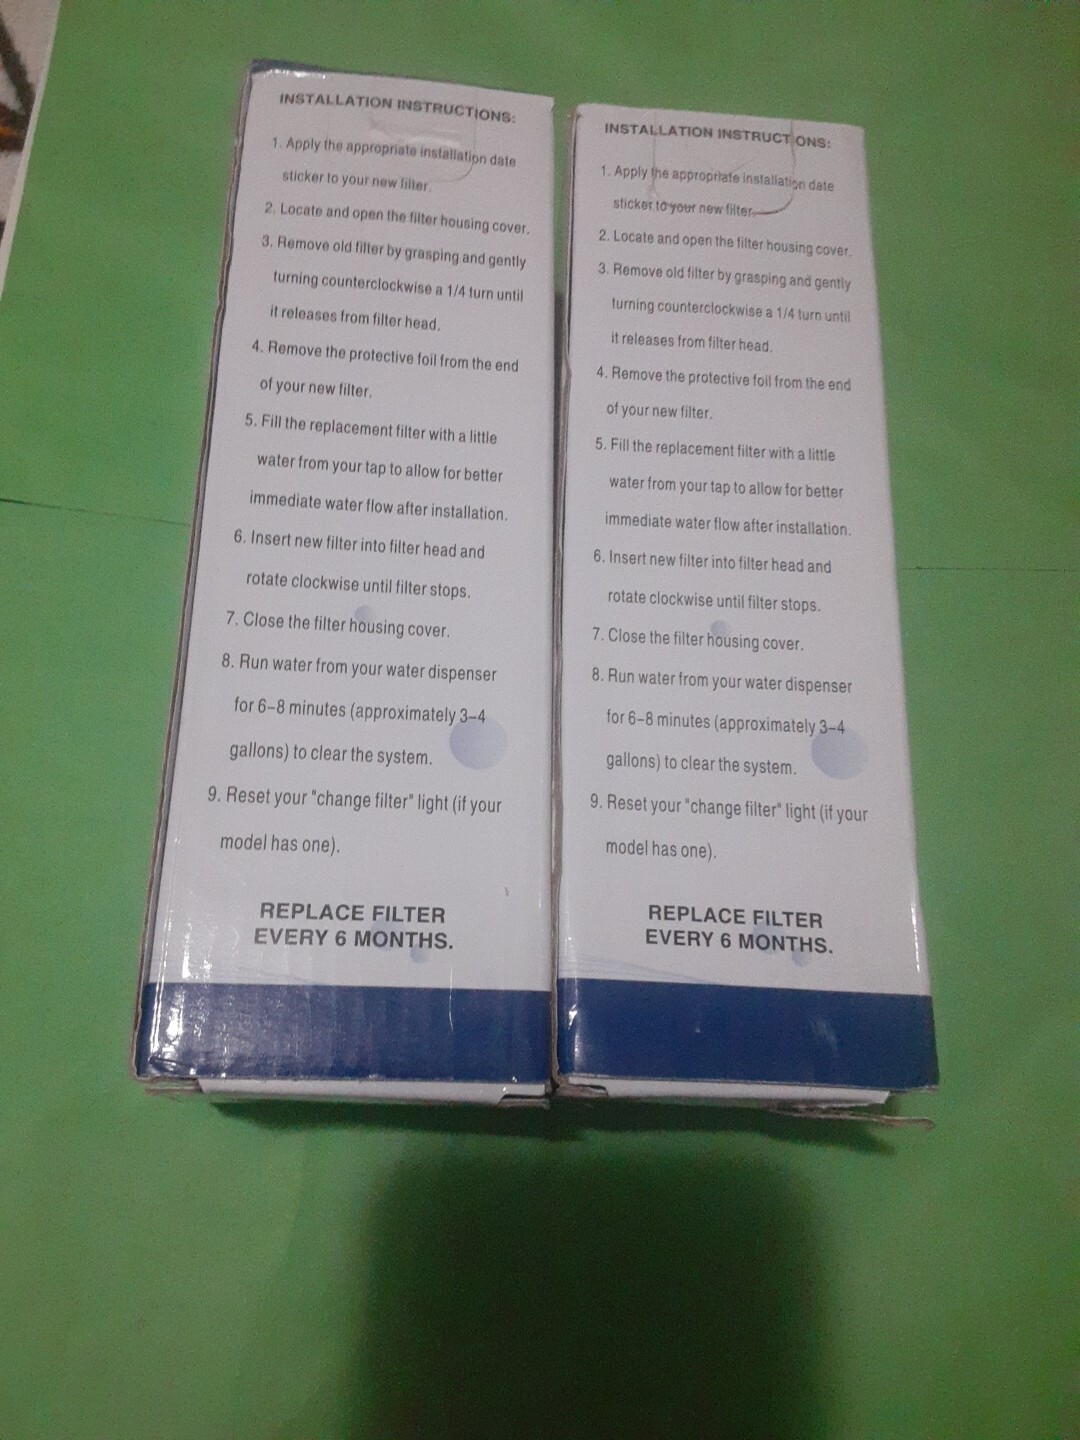 INSTALLATION INSTRUCTIONS:
1. Apply the appropriate installation date
sticker to your new filter.
2. Locate and open the filter housing cover.
3. Remove old filter by grasping and gently
turning counterclockwise a 1/4 turn until
it releases from filter head.
4. Remove the protective foil from the end
of your new filter.
5. Fill the replacement filter with a little
water from your tap to allow for better
immediate water flow after installation.
6. Insert new filter into filter head and
rotate clockwise until filter stops.
7. Close the filter housing cover.
8. Run water from your water dispenser
for 6–8 minutes (approximately 3–4
gallons) to clear the system.
9. Reset your "change filter" light (if your
model has one).
REPLACE FILTER
EVERY 6 MONTHS.
INSTALLATION INSTRUCTIONS:
1. Apply the appropriate installation date
sticker to your new filter.
2. Locate and open the filter housing cover.
3. Remove old filter by grasping and gently
turning counterclockwise a 1/4 turn until
it releases from filter head.
4. Remove the protective foil from the end
of your new filter.
5. Fill the replacement filter with a little
water from your tap to allow for better
immediate water flow after installation.
6. Insert new filter into filter head and
rotate clockwise until filter stops.
7. Close the filter housing cover.
8. Run water from your water dispenser
for 6–8 minutes (approximately 3–4
gallons) to clear the system.
9. Reset your "change filter" light (if your
model has one).
REPLACE FILTER
EVERY 6 MONTHS.